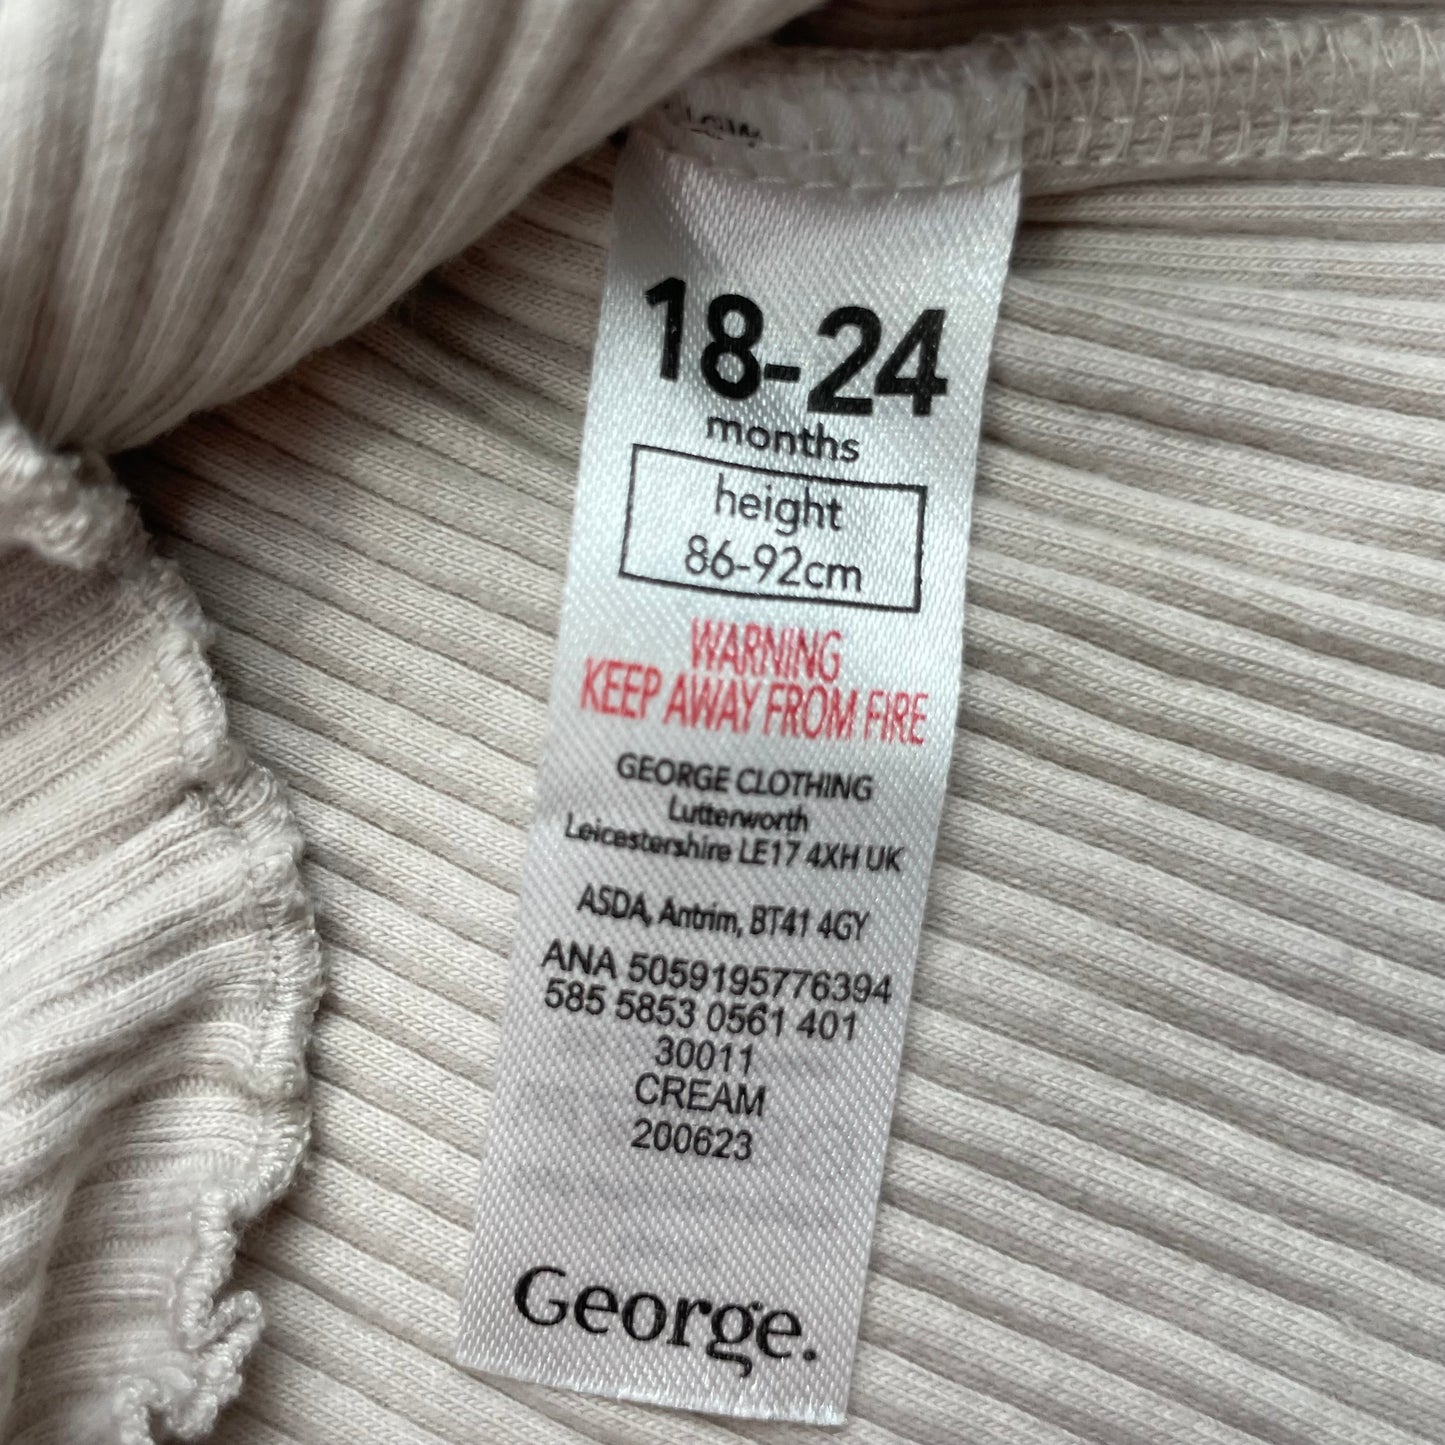 18-24
months
height
86-92cm
WARNING
KEEP AWAY FROM FIRE
GEORGE CLOTHING
Lutterworth
Leicestershire LE17 4XH UK
ASDA, Antrim, BT41 4GY
ANA 5059195776394
585 5853 0561 401
30011
CREAM
200623
George.